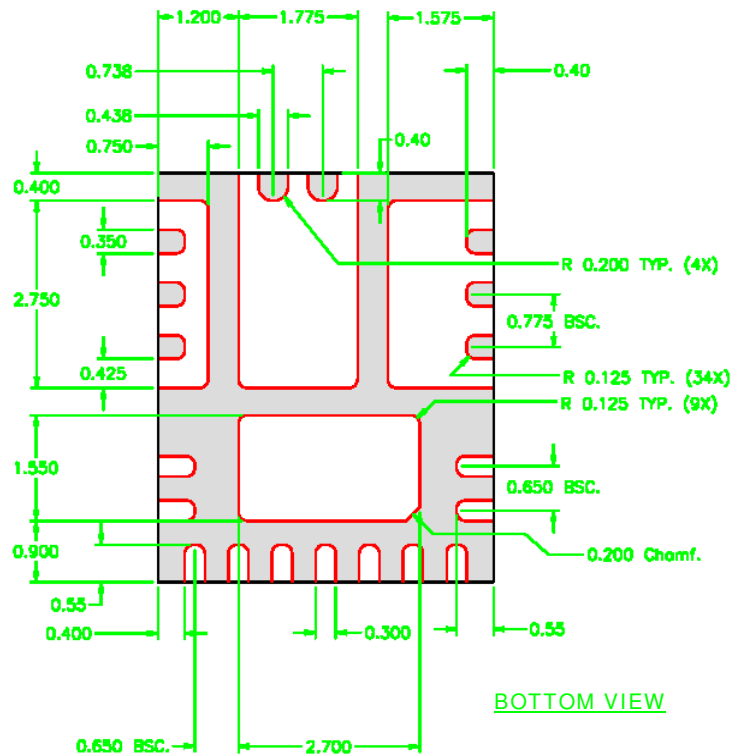 1.200 1.775 1.575
0.738 0.40
0.438
0.750 0.40
0.400
0.350
R 0.200 TYP. (4X)
2.750
0.775 BSC.
0.425
R 0.125 TYP. (34X)
R 0.125 TYP. (9X)
1.550
0.650 BSC.
0.900
0.200 Chamf.
0.55
0.400 0.300 0.55
BOTTOM VIEW
0.650 BSC. 2.700